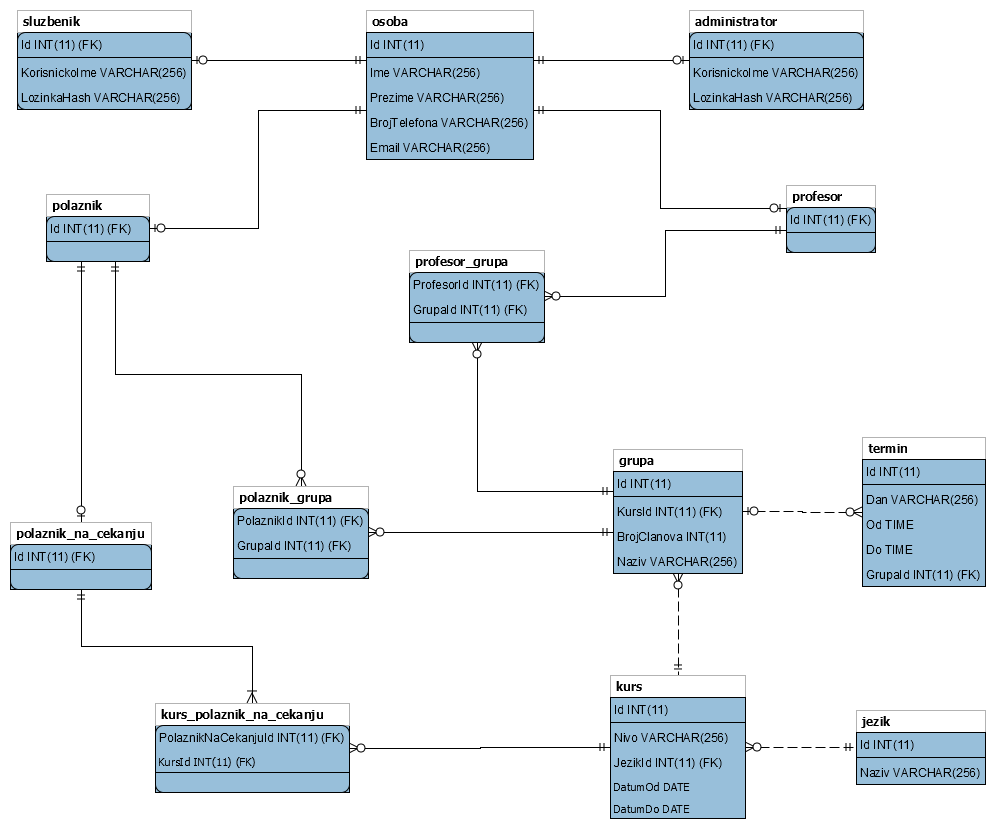 sluzbenik
Id INT(11) (FK)
KorisnickoIme VARCHAR(256)
LozinkaHash VARCHAR(256)
osoba
Id INT(11)
Ime VARCHAR(256)
Prezime VARCHAR(256)
BrojTelefona VARCHAR(256)
Email VARCHAR(256)
administrator
Id INT(11) (FK)
KorisnickoIme VARCHAR(256)
LozinkaHash VARCHAR(256)
polaznik
Id INT(11) (FK)
profesor
Id INT(11) (FK)
profesor_grupa
ProfesorId INT(11) (FK)
GrupaId INT(11) (FK)
grupa
Id INT(11)
KursId INT(11) (FK)
BrojClanova INT(11)
Naziv VARCHAR(256)
termin
Id INT(11)
Dan VARCHAR(256)
Od TIME
Do TIME
GrupaId INT(11) (FK)
polaznik_grupa
PolaznikId INT(11) (FK)
GrupaId INT(11) (FK)
polaznik_na_cekanju
Id INT(11) (FK)
kurs_polaznik_na_cekanju
PolaznikNaCekanjuId INT(11) (FK)
KursId INT(11) (FK)
kurs
Id INT(11)
Nivo VARCHAR(256)
JezikId INT(11) (FK)
DatumOd DATE
DatumDo DATE
jezik
Id INT(11)
Naziv VARCHAR(256)